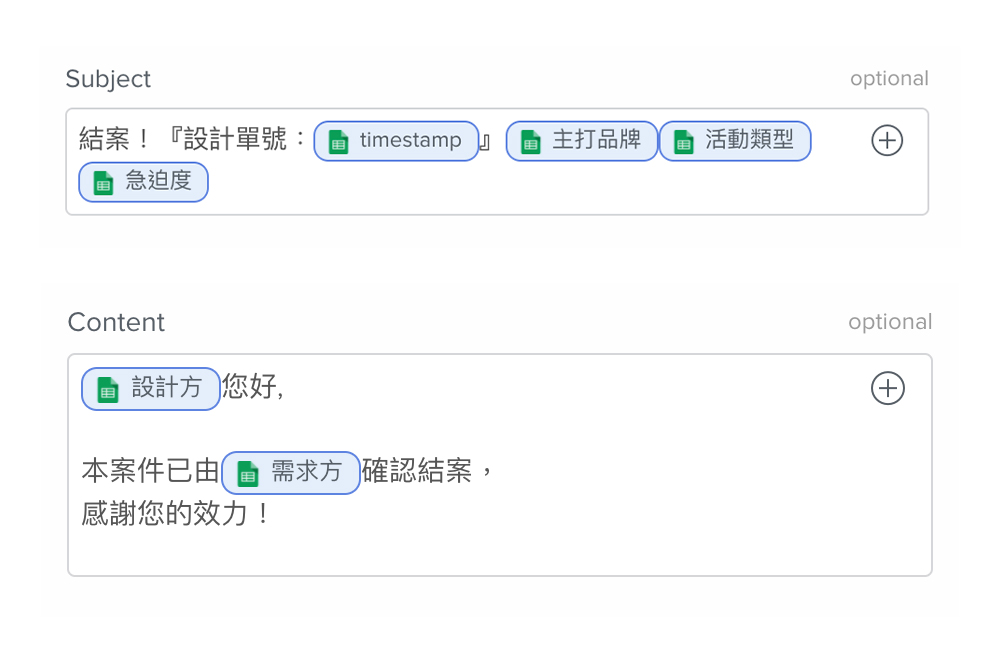 Subject
optional
結案！『設計單號：timestamp』 主打品牌 活動類型
急迫度
Content
optional
設計方 您好,
本案件已由 需求方 確認結案，
感謝您的效力！